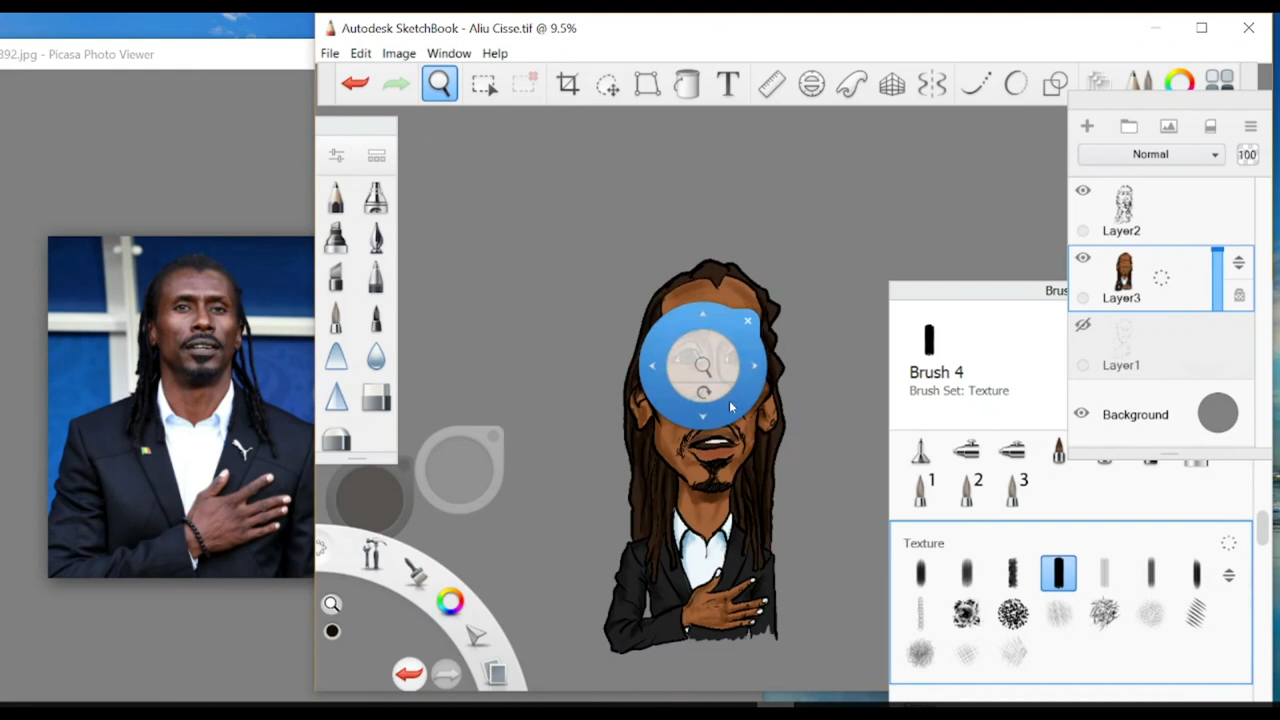 Autodesk SketchBook - Aliu Cisse.tif @ 9.5%
392.jpg - Picasa Photo Viewer
File Edit Image Window Help
T
Normal 100
Layer2
Layer3
Layer1
Background
Brus
Brush 4
Brush Set: Texture
1 2 3
Texture